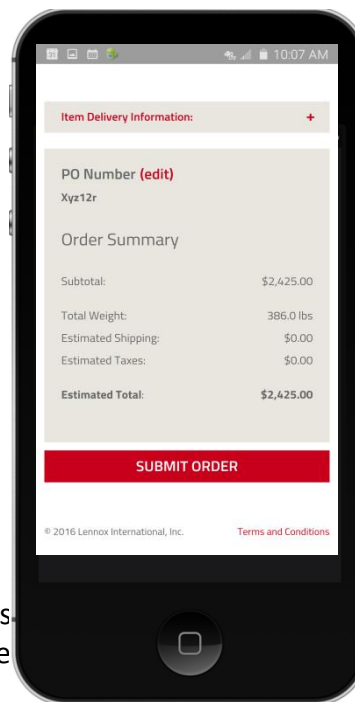 10:07 AM
Item Delivery Information: +
PO Number (edit)
Xyz12r
Order Summary
Subtotal: $2,425.00
Total Weight: 386.0 lbs
Estimated Shipping: $0.00
Estimated Taxes: $0.00
Estimated Total: $2,425.00
SUBMIT ORDER
© 2016 Lennox International, Inc. Terms and Conditions